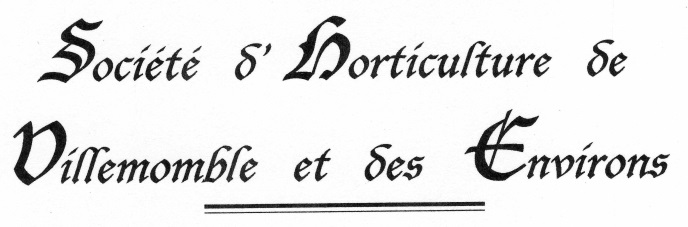 Société d'Horticulture de
Villemomble et des Environs